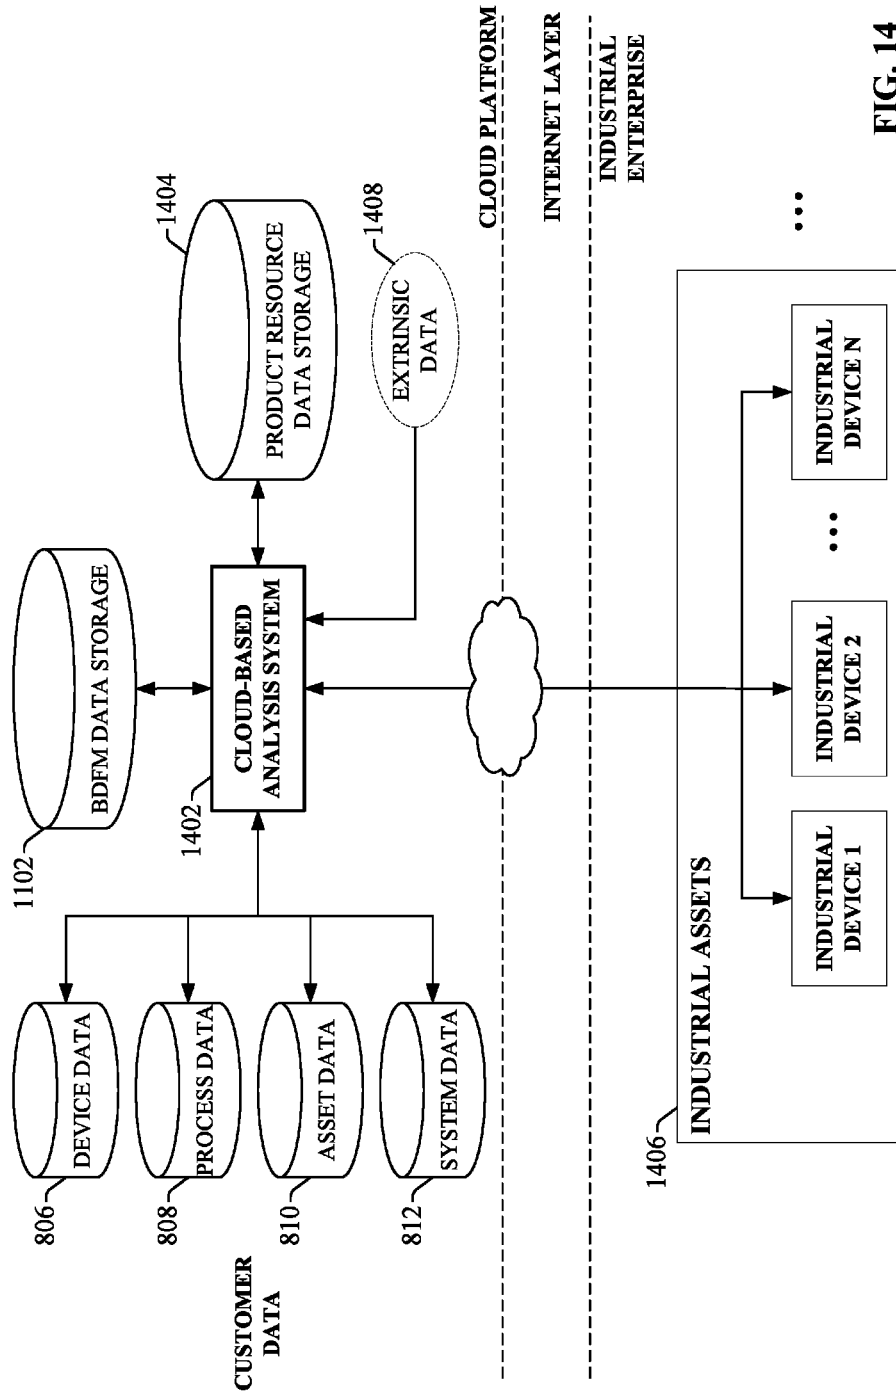 1102
BDFM DATA STORAGE
1404
PRODUCT RESOURCE
DATA STORAGE
806
DEVICE DATA
808
PROCESS DATA
810
ASSET DATA
812
SYSTEM DATA
CUSTOMER
DATA
1402
CLOUD-BASED
ANALYSIS SYSTEM
1408
EXTRINSIC
DATA
CLOUD PLATFORM
INTERNET LAYER
INDUSTRIAL
ENTERPRISE
1406
INDUSTRIAL ASSETS
INDUSTRIAL
DEVICE 1
INDUSTRIAL
DEVICE 2
...
INDUSTRIAL
DEVICE N
...
FIG. 14